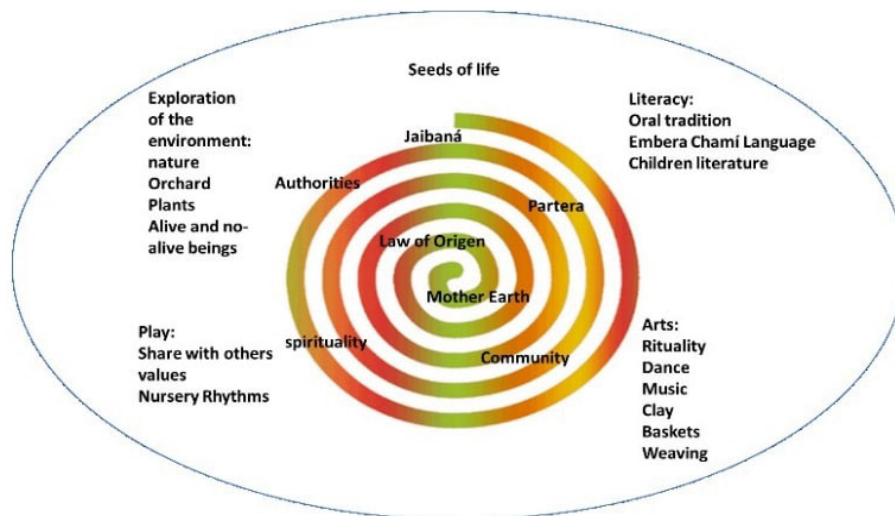 Seeds of life
Exploration
of the
environment:
nature
Orchard
Plants
Alive and no-
alive beings
Literacy:
Oral tradition
Embera Chamí Language
Children literature
Jaibaná
Authorities
Partera
Law of Origen
Mother Earth
spirituality
Community
Play:
Share with others
values
Nursery Rhythms
Arts:
Rituality
Dance
Music
Clay
Baskets
Weaving